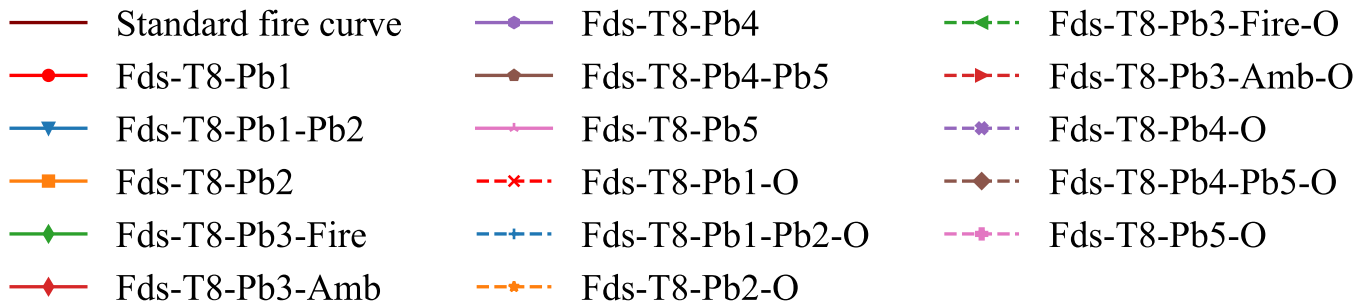 Standard fire curve
Fds-T8-Pb1
Fds-T8-Pb1-Pb2
Fds-T8-Pb2
Fds-T8-Pb3-Fire
Fds-T8-Pb3-Amb
Fds-T8-Pb4
Fds-T8-Pb4-Pb5
Fds-T8-Pb5
Fds-T8-Pb1-O
Fds-T8-Pb1-Pb2-O
Fds-T8-Pb2-O
Fds-T8-Pb3-Fire-O
Fds-T8-Pb3-Amb-O
Fds-T8-Pb4-O
Fds-T8-Pb4-Pb5-O
Fds-T8-Pb5-O